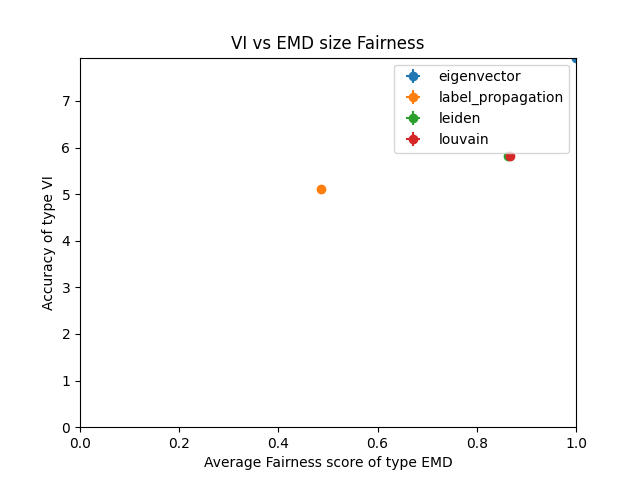 VI vs EMD size Fairness
eigenvector
label_propagation
leiden
louvain
7
6
5
4
3
2
1
0
Accuracy of type VI
0.0 0.2 0.4 0.6 0.8 1.0
Average Fairness score of type EMD